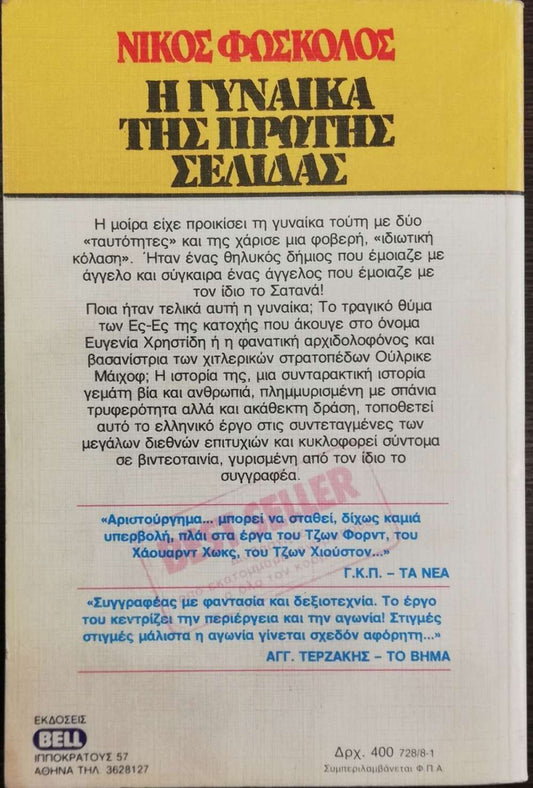 ΝΙΚΟΣ ΦΩΣΚΟΛΟΣ
Η ΓΥΝΑΙΚΑ
ΤΗΣ ΠΡΩΤΗΣ
ΣΕΛΙΔΑΣ
Η μοίρα είχε προικίσει τη γυναίκα τούτη με δύο
«ταυτότητες» και της χάρισε μια φοβερή, «ιδιωτική
κόλαση». Ήταν ένας θηλυκός δήμιος που έμοιαζε με
άγγελο και σύγκαιρα ένας άγγελος που έμοιαζε με
τον ίδιο το Σατανά!
Ποια ήταν τελικά αυτή η γυναίκα; Το τραγικό θύμα
των Ες-Ες της κατοχής που άκουγε στο όνομα
Ευγενία Χρηστίδη ή η φανατική αρχιδολοφόνος και
βασανίστρια των χιτλερικών στρατοπέδων Ούλρικε
Μάιχοφ; Η ιστορία της, μια συνταρακτική ιστορία
γεμάτη βία και ανθρωπιά, πλημμυρισμένη με σπάνια
τρυφερότητα αλλά και ακάθεκτη δράση, τοποθετεί
αυτό το ελληνικό έργο στις συντεταγμένες των
μεγάλων διεθνών επιτυχιών και κυκλοφορεί σύντομα
σε βιντεοταινία, γυρισμένη από τον ίδιο το
συγγραφέα.
BEST SELLER
«Αριστούργημα... μπορεί να σταθεί, δίχως καμιά
υπερβολή, πλάι στα έργα του Τζων Φορντ, του
Χάουαρντ Χωκς, του Τζων Χιούστον...»
Γ.Κ.Π. – ΤΑ ΝΕΑ
«Συγγραφέας με φαντασία και δεξιοτεχνία. Το έργο
του κεντρίζει την περιέργεια και την αγωνία! Στιγμές
στιγμές μάλιστα η αγωνία γίνεται σχεδόν αφόρητη...»
ΑΓΓ. ΤΕΡΖΑΚΗΣ – ΤΟ ΒΗΜΑ
ΕΚΔΟΣΕΙΣ
BELL
ΙΠΠΟΚΡΑΤΟΥΣ 57
ΑΘΗΝΑ ΤΗΛ. 3628127
Δρχ. 400 728/8-1
Συμπεριλαμβάνεται Φ.Π.Α.